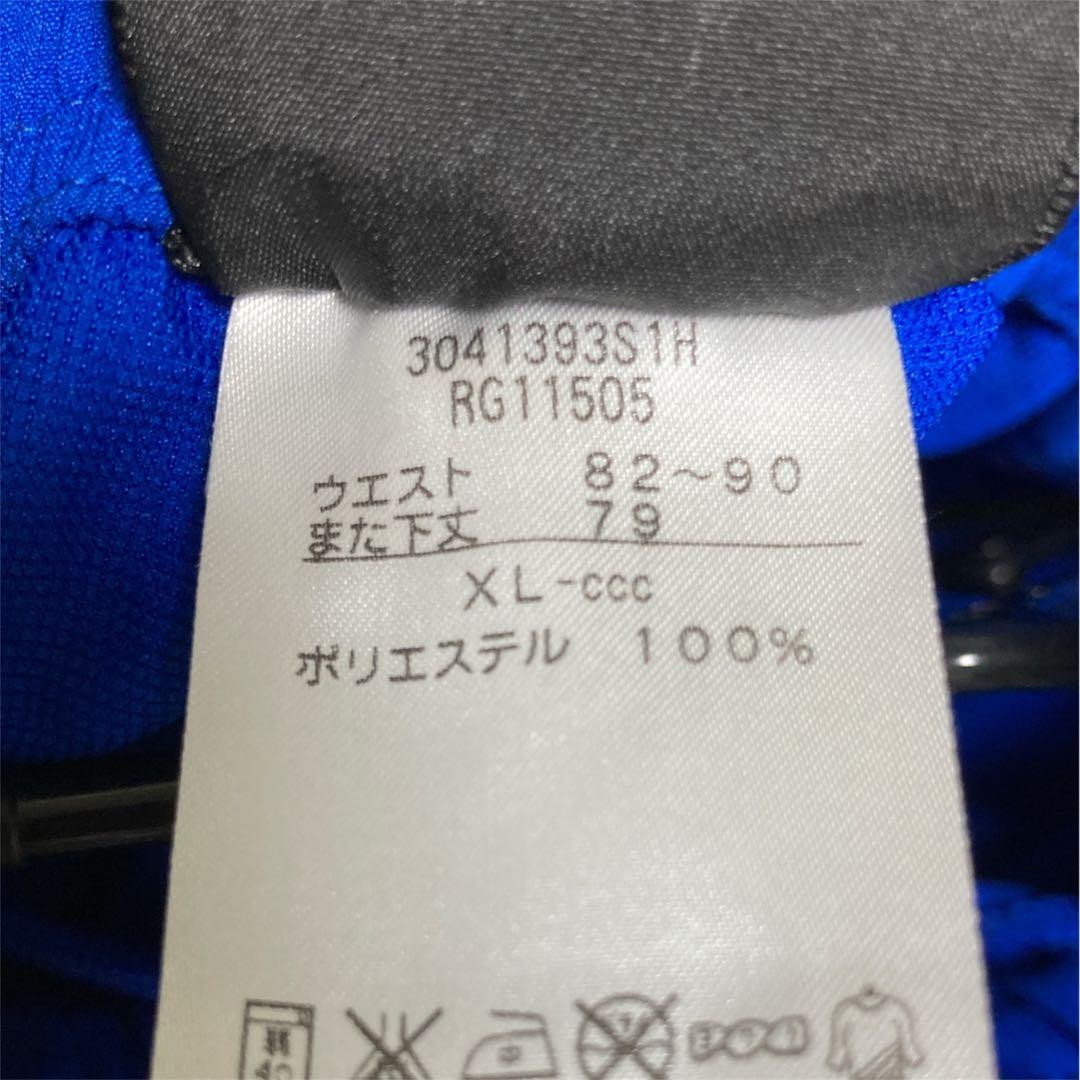 3041393S1H
RG11505
ウエスト 82～90
また下丈 79
XL-ccc
ポリエステル 100%